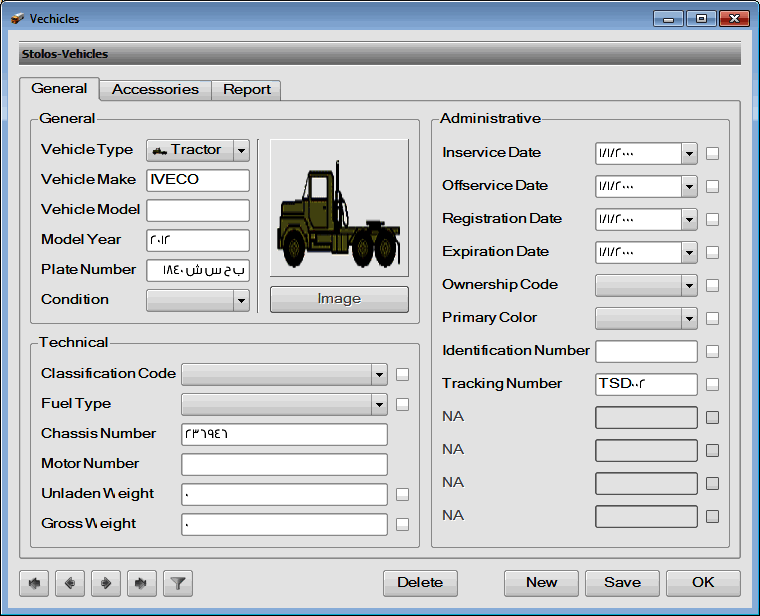 Vechicles
Stolos-Vehicles
General
Accessories
Report
General
Vehicle Type
Tractor
Vehicle Make
IVECO
Vehicle Model
Model Year
٢٠١٢
Plate Number
ب ح س ش ١٨٤٠
Condition
Image
Technical
Classification Code
Fuel Type
Chassis Number
٢٣٦٩٤٦
Motor Number
Unladen Weight
٠
Gross Weight
٠
Administrative
Inservice Date
١/١/٢٠٠٠
Offservice Date
١/١/٢٠٠٠
Registration Date
١/١/٢٠٠٠
Expiration Date
١/١/٢٠٠٠
Ownership Code
Primary Color
Identification Number
Tracking Number
TSD٠٠٢
NA
NA
NA
NA
Delete
New
Save
OK